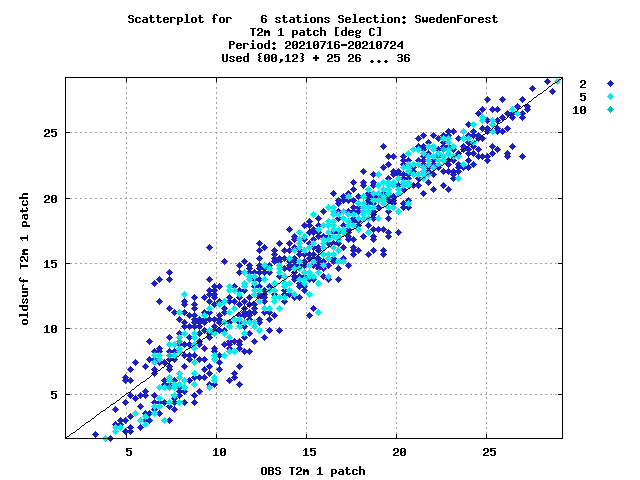 Scatterplot for 6 stations Selection: SwedenForest
T2m 1 patch [deg C]
Period: 20210716-20210724
Used {00,12} + 25 26 ... 36
2
5
10
25
20
15
10
5
oldsurf T2m 1 patch
5 10 15 20 25
OBS T2m 1 patch